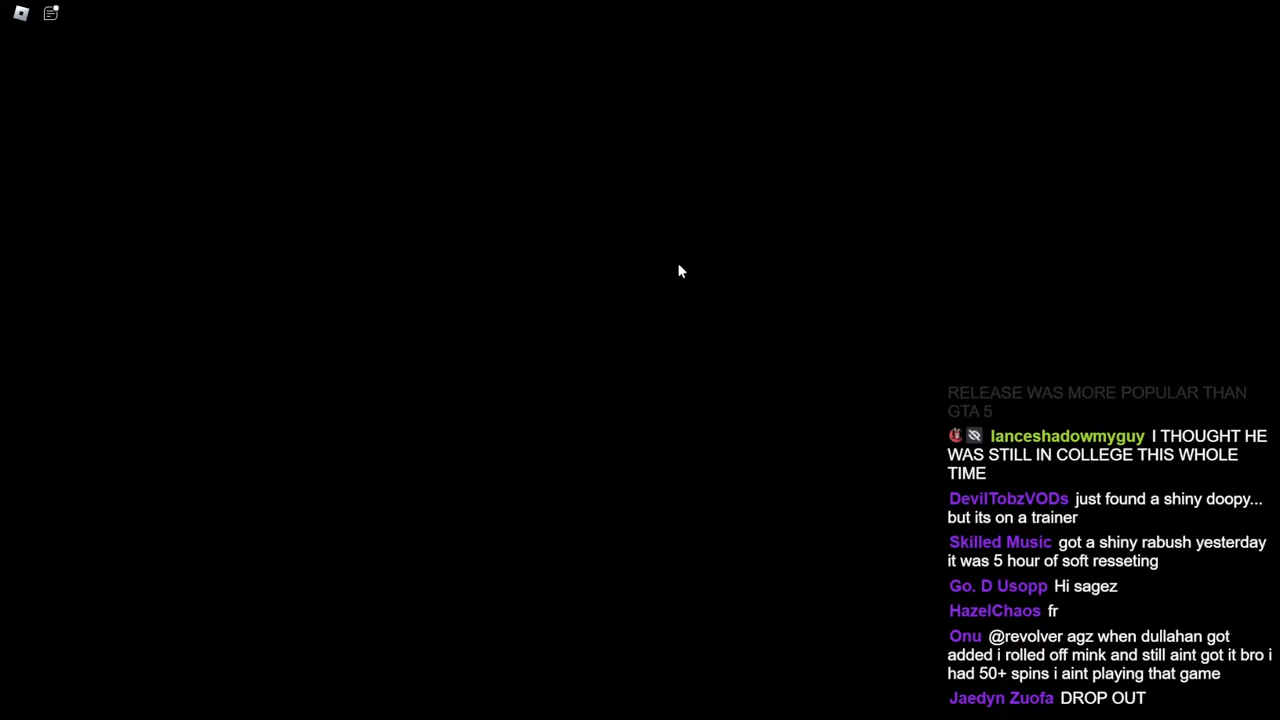 RELEASE WAS MORE POPULAR THAN
GTA 5
lanceshadowmyguy I THOUGHT HE
WAS STILL IN COLLEGE THIS WHOLE
TIME
DevilTobzVODs just found a shiny doopy...
but its on a trainer
Skilled Music got a shiny rabush yesterday
it was 5 hour of soft resseting
Go. D Usopp Hi sagez
HazelChaos fr
Onu @revolver agz when dullahan got
added i rolled off mink and still aint got it bro i
had 50+ spins i aint playing that game
Jaedyn Zuofa DROP OUT